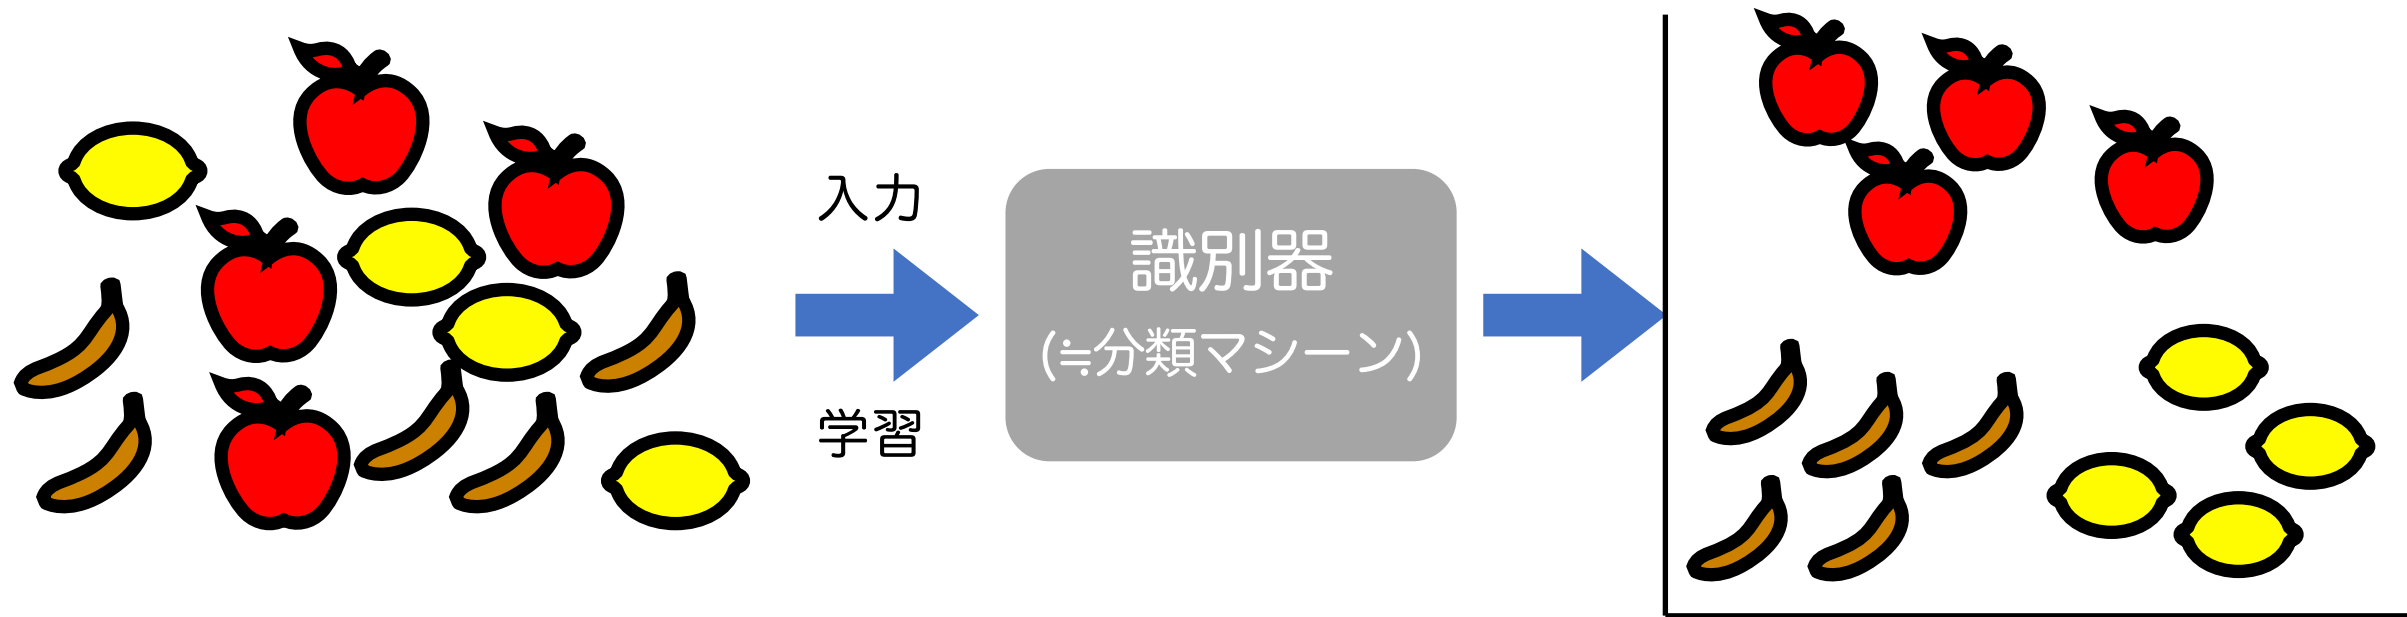 入力
学習
識別器
(≒分類マシーン)